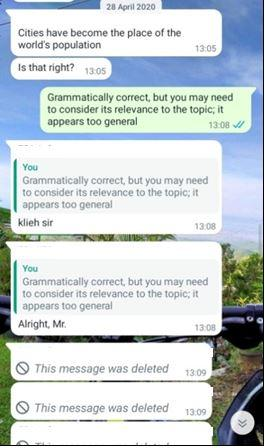 28 April 2020
Cities have become the place of the
world's population
13:05
Is that right?
13:05
Grammatically correct, but you may need
to consider its relevance to the topic; it
appears too general
13:08
You
Grammatically correct, but you may need
to consider its relevance to the topic; it
appears too general
klieh sir
13:08
You
Grammatically correct, but you may need
to consider its relevance to the topic; it
appears too general
Alright, Mr.
13:08
This message was deleted
13:09
This message was deleted
13:09
This message was deleted